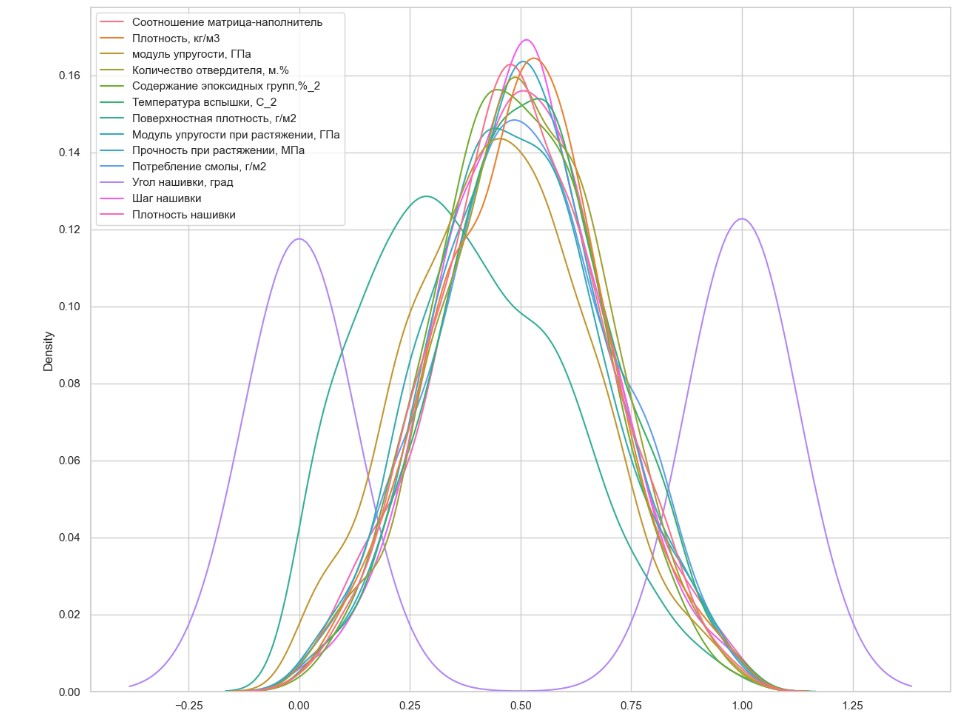 Соотношение матрица-наполнитель
Плотность, кг/м3
модуль упругости, ГПа
Количество отвердителя, м.%
Содержание эпоксидных групп,%_2
Температура вспышки, С_2
Поверхностная плотность, г/м2
Модуль упругости при растяжении, ГПа
Прочность при растяжении, МПа
Потребление смолы, г/м2
Угол нашивки, град
Шаг нашивки
Плотность нашивки
0.16
0.14
0.12
0.10
0.08
0.06
0.04
0.02
0.00
Density
−0.25 0.00 0.25 0.50 0.75 1.00 1.25